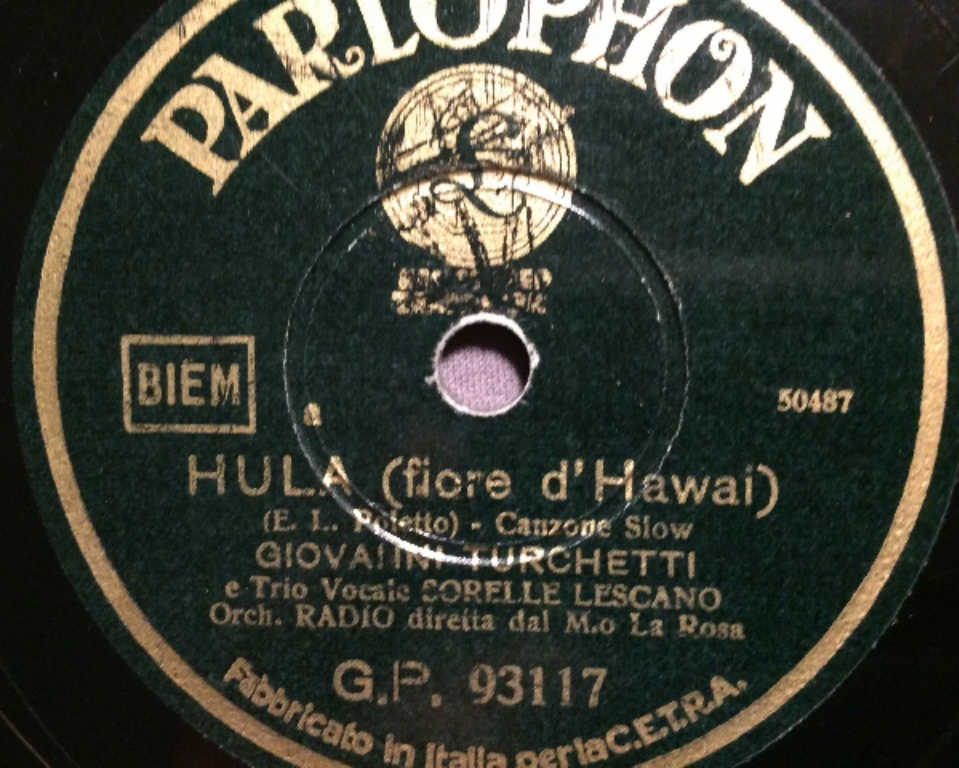 PARLOPHON
BIEM
50487
a
HULA (fiore d'Hawai)
(E. L. Poletto) - Canzone Slow
GIOVANNI TURCHETTI
e Trio Vocale SORELLE LESCANO
Orch. RADIO diretta dal M.o La Rosa
G.P. 93117
Fabbricato in Italia per la C.E.T.R.A.